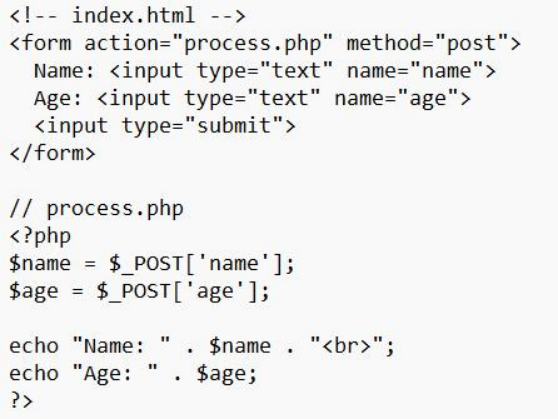 <!-- index.html -->
<form action="process.php" method="post">
  Name: <input type="text" name="name">
  Age: <input type="text" name="age">
  <input type="submit">
</form>

// process.php
<?php
$name = $_POST['name'];
$age = $_POST['age'];

echo "Name: " . $name . "<br>";
echo "Age: " . $age;
?>